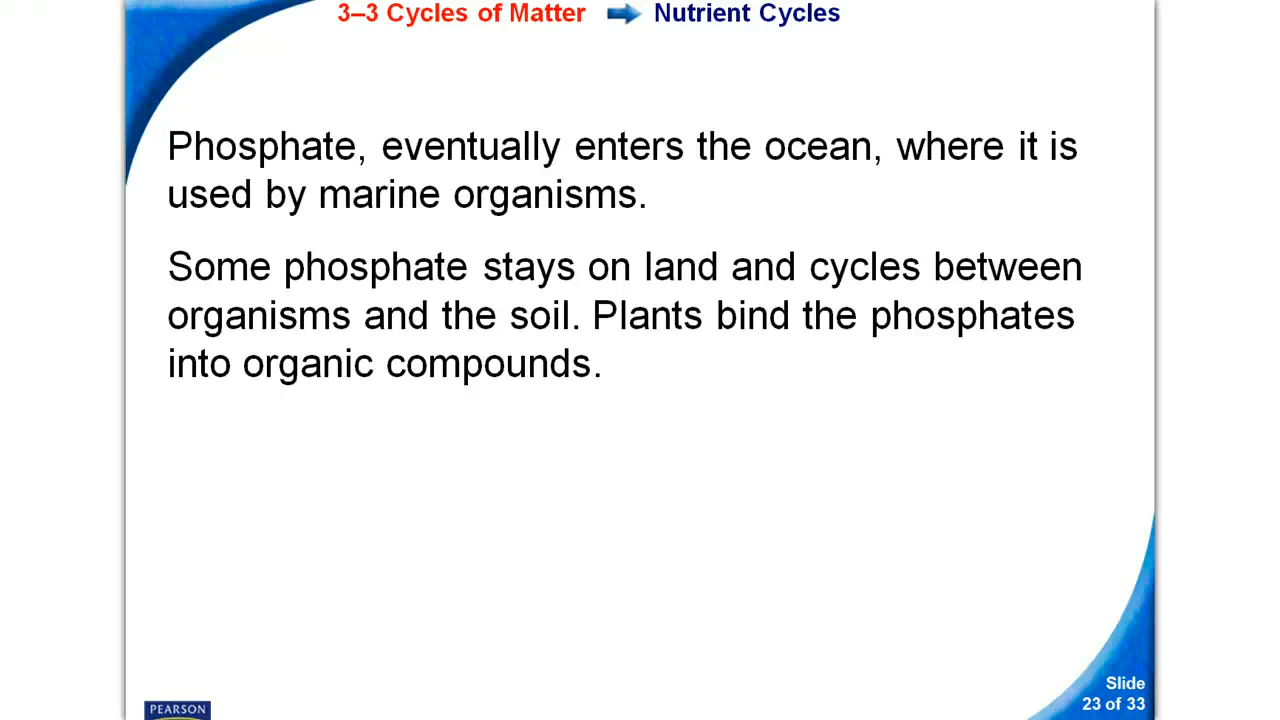 3–3 Cycles of Matter Nutrient Cycles
Phosphate, eventually enters the ocean, where it is
used by marine organisms.
Some phosphate stays on land and cycles between
organisms and the soil. Plants bind the phosphates
into organic compounds.
Slide
23 of 33
PEARSON